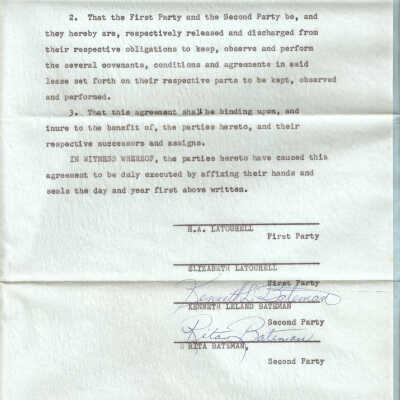 2. That the First Party and the Second Party be, and
they hereby are, respectively released and discharged from
their respective obligations to keep, observe and perform
the several covenants, conditions and agreements in said
lease set forth on their respective parts to be kept, observed
and performed.
3. That this agreement shall be binding upon, and
inure to the benefit of, the parties hereto, and their
respective successors and assigns.
IN WITNESS WHEREOF, the parties hereto have caused this
agreement to be duly executed by affixing their hands and
seals the day and year first above written.
H.A. LATOURELL
First Party
ELIZABETH LATOURELL
First Party
Kenneth L Bateman
KENNETH LELAND BATEMAN
Second Party
Rita Bateman
RITA BATEMAN,
Second Party